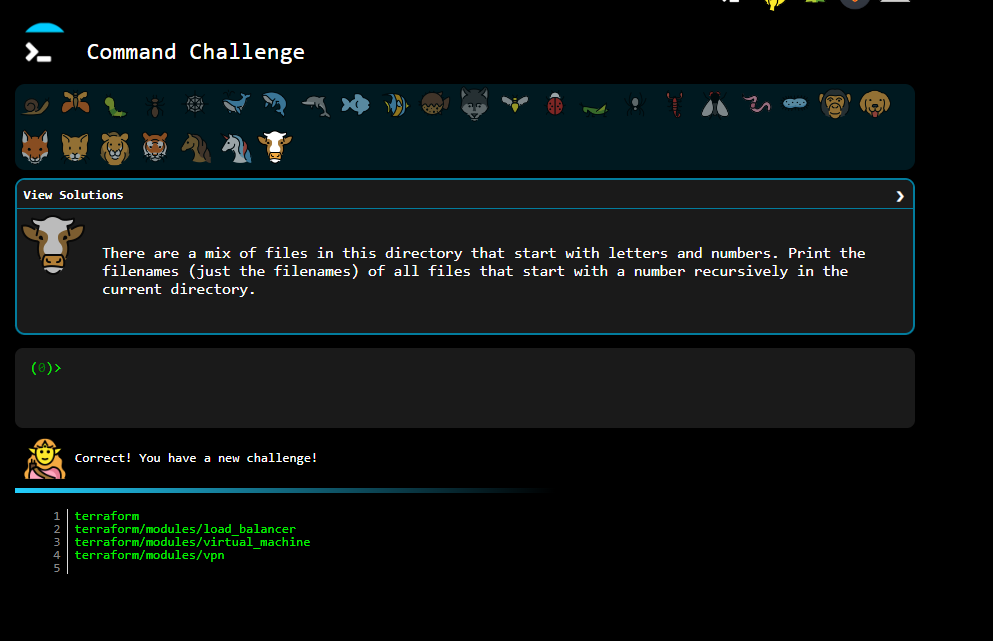 Command Challenge
View Solutions
There are a mix of files in this directory that start with letters and numbers. Print the
filenames (just the filenames) of all files that start with a number recursively in the
current directory.
(0)>
Correct! You have a new challenge!
1 terraform
2 terraform/modules/load_balancer
3 terraform/modules/virtual_machine
4 terraform/modules/vpn
5